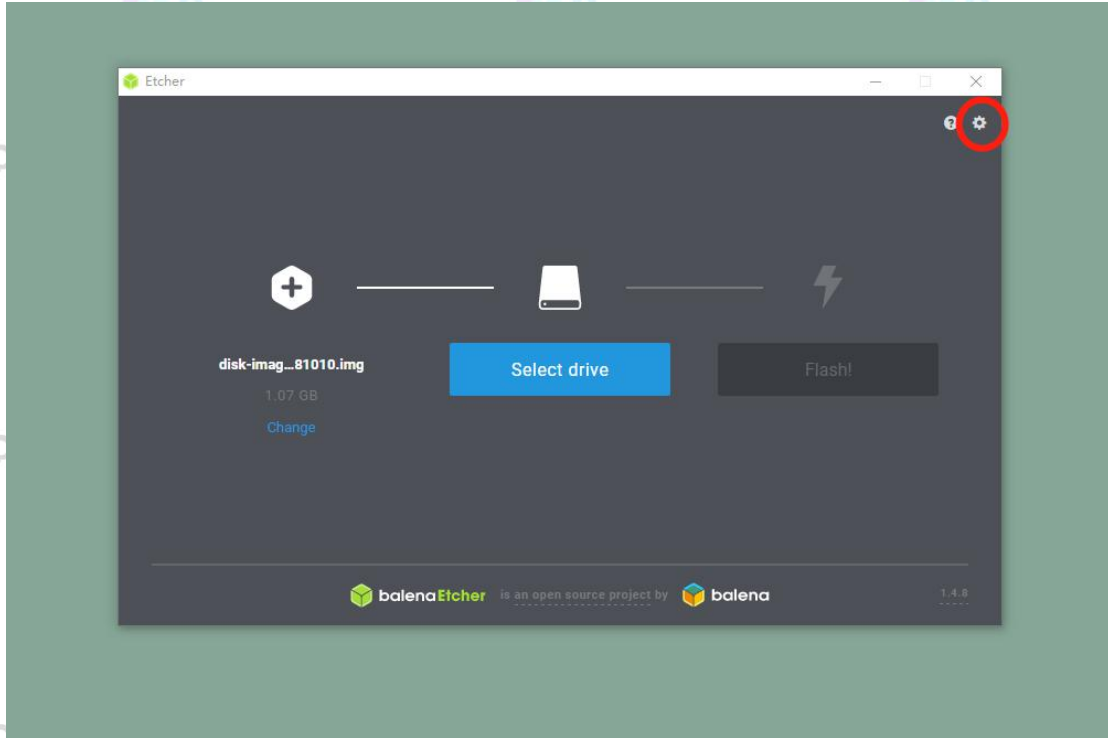 Etcher
disk-imag...81010.img
1.07 GB
Change
Select drive
Flash!
balenaEtcher is an open source project by balena
1.4.8